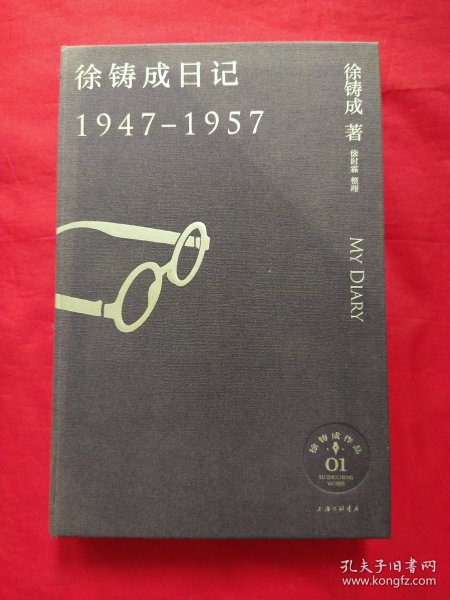 徐铸成日记
1947-1957
徐铸成 著
徐时霖 整理
MY DIARY
徐铸成作品
01
XU ZHUCHENG
WORKS
上海三联书店
孔夫子旧书网
www.kongfz.com